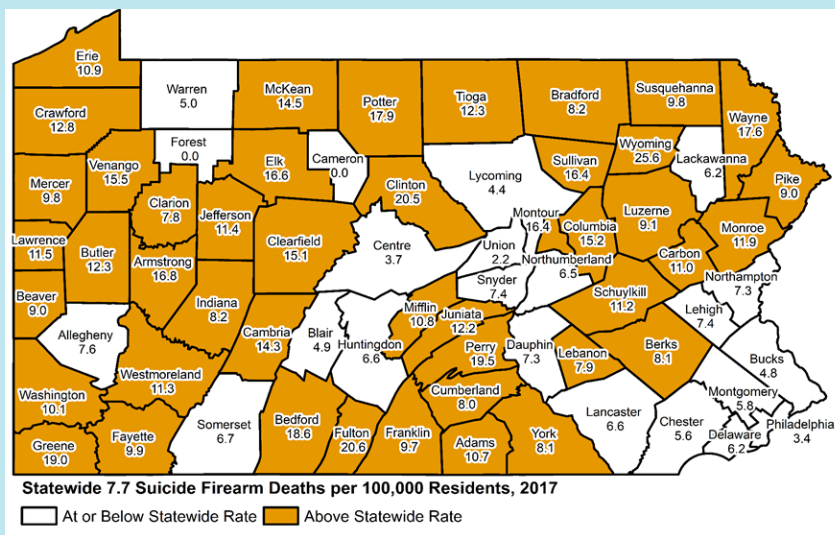 Erie
10.9
Warren
5.0
McKean
14.5
Potter
17.9
Tioga
12.3
Bradford
8.2
Susquehanna
9.8
Wayne
17.6
Crawford
12.8
Forest
0.0
Venango
15.5
Elk
16.6
Cameron
0.0
Clinton
20.5
Lycoming
4.4
Sullivan
16.4
Wyoming
25.6
Lackawanna
6.2
Pike
9.0
Mercer
9.8
Clarion
7.8
Jefferson
11.4
Clearfield
15.1
Centre
3.7
Union
2.2
Montour
16.4
Columbia
15.2
Luzerne
9.1
Monroe
11.9
Lawrence
11.5
Butler
12.3
Armstrong
16.8
Snyder
7.4
Northumberland
6.5
Carbon
11.0
Northampton
7.3
Beaver
9.0
Indiana
8.2
Schuylkill
11.2
Lehigh
7.4
Allegheny
7.6
Cambria
14.3
Blair
4.9
Huntingdon
6.6
Mifflin
10.8
Juniata
12.2
Perry
19.5
Dauphin
7.3
Lebanon
7.9
Berks
8.1
Bucks
4.8
Westmoreland
11.3
Cumberland
8.0
Montgomery
5.8
Washington
10.1
Somerset
6.7
Bedford
18.6
Fulton
20.6
Franklin
9.7
Adams
10.7
York
8.1
Lancaster
6.6
Chester
5.6
Delaware
6.2
Philadelphia
3.4
Greene
19.0
Fayette
9.9
Statewide 7.7 Suicide Firearm Deaths per 100,000 Residents, 2017
At or Below Statewide Rate
Above Statewide Rate